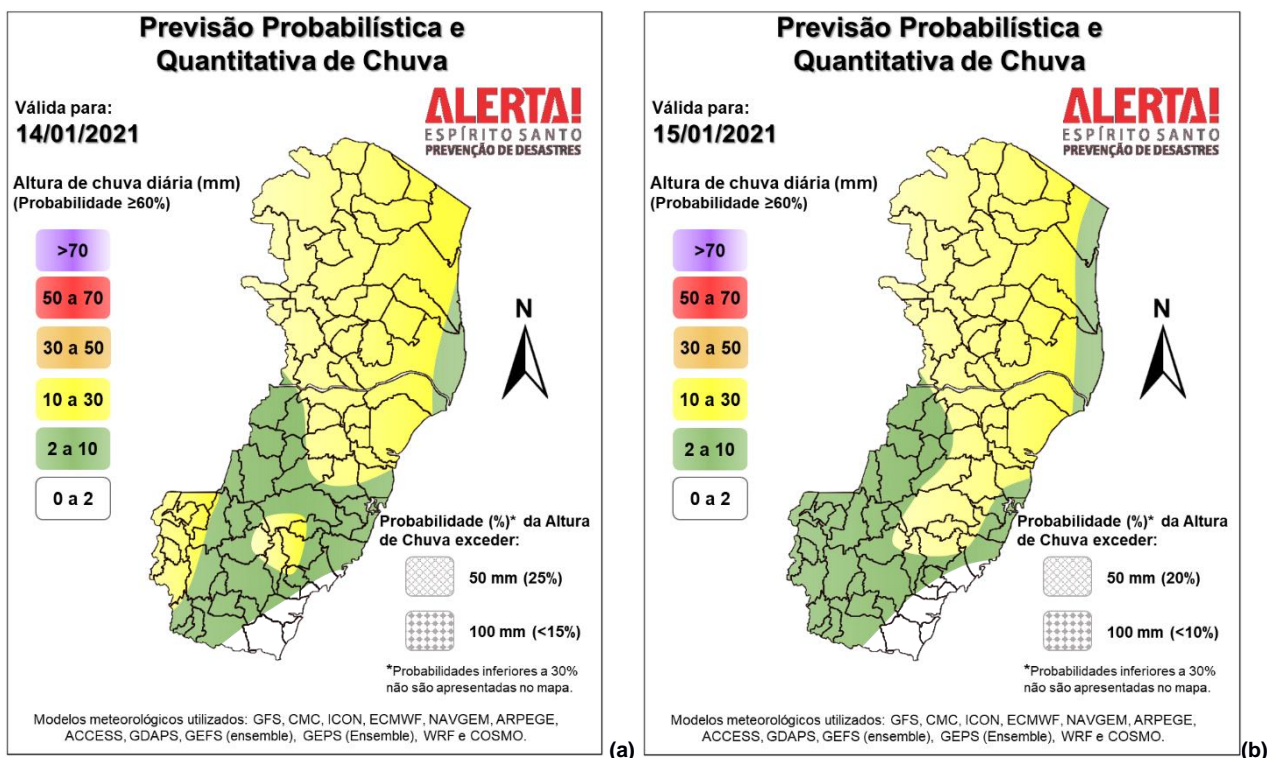 Previsão Probabilística e
Quantitativa de Chuva
Válida para:
14/01/2021
ALERTA!
ESPÍRITO SANTO
PREVENÇÃO DE DESASTRES
Altura de chuva diária (mm)
(Probabilidade ≥60%)
>70
50 a 70
30 a 50
10 a 30
2 a 10
0 a 2
N
Probabilidade (%)* da Altura
de Chuva exceder:
50 mm (25%)
100 mm (<15%)
*Probabilidades inferiores a 30%
não são apresentadas no mapa.
Modelos meteorológicos utilizados: GFS, CMC, ICON, ECMWF, NAVGEM, ARPEGE,
ACCESS, GDAPS, GEFS (ensemble), GEPS (Ensemble), WRF e COSMO.
(a)
Previsão Probabilística e
Quantitativa de Chuva
Válida para:
15/01/2021
ALERTA!
ESPÍRITO SANTO
PREVENÇÃO DE DESASTRES
Altura de chuva diária (mm)
(Probabilidade ≥60%)
>70
50 a 70
30 a 50
10 a 30
2 a 10
0 a 2
N
Probabilidade (%)* da Altura
de Chuva exceder:
50 mm (20%)
100 mm (<10%)
*Probabilidades inferiores a 30%
não são apresentadas no mapa.
Modelos meteorológicos utilizados: GFS, CMC, ICON, ECMWF, NAVGEM, ARPEGE,
ACCESS, GDAPS, GEFS (ensemble), GEPS (Ensemble), WRF e COSMO.
(b)